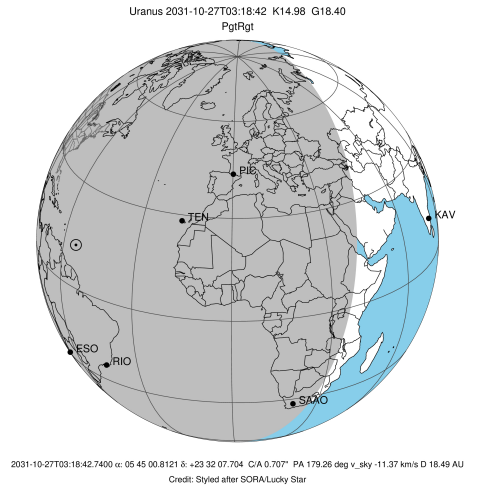 Uranus 2031-10-27T03:18:42 K14.98 G18.40
PgtRgt
PIC
TEN
KAV
ESO
RIO
SAAO
2031-10-27T03:18:42.7400 α: 05 45 00.8121 δ: +23 32 07.704 C/A 0.707" PA 179.26 deg v_sky -11.37 km/s D 18.49 AU
Credit: Styled after SORA/Lucky Star